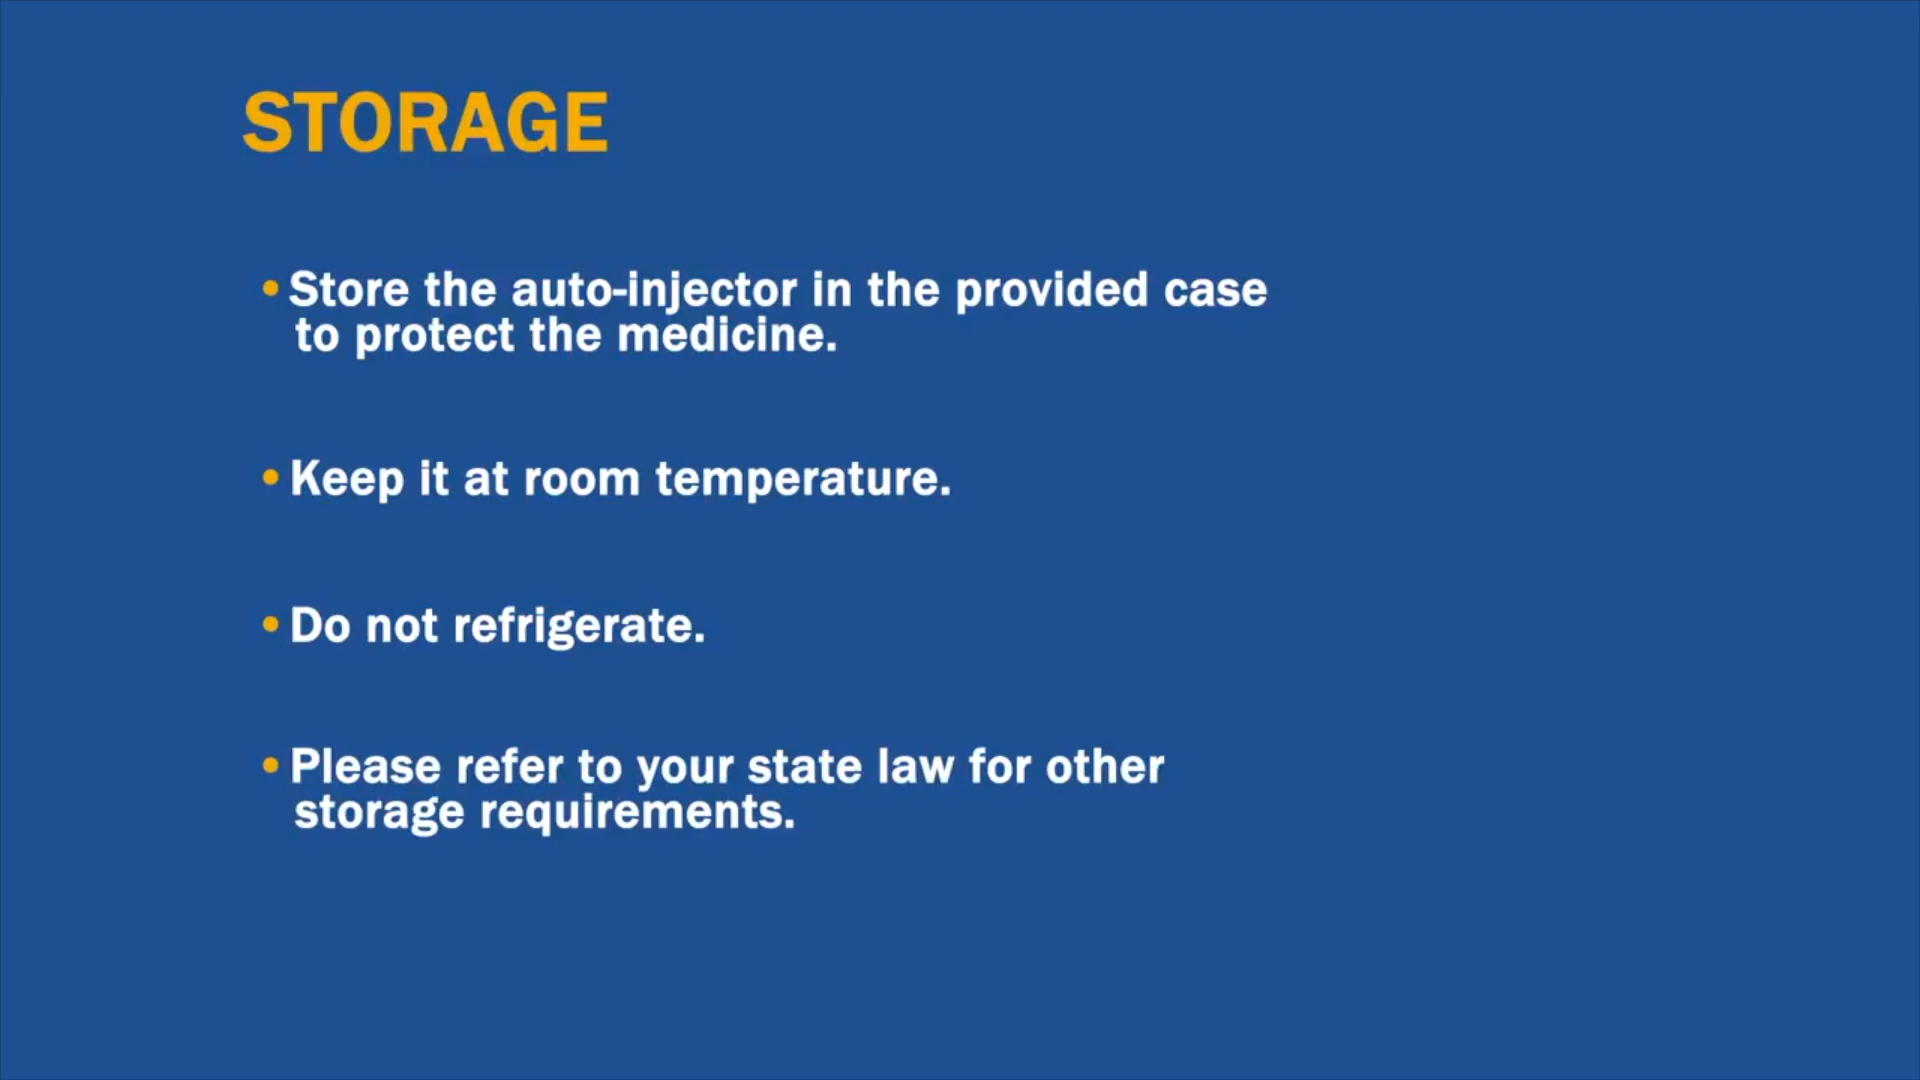 STORAGE
• Store the auto-injector in the provided case
to protect the medicine.
• Keep it at room temperature.
• Do not refrigerate.
• Please refer to your state law for other
storage requirements.